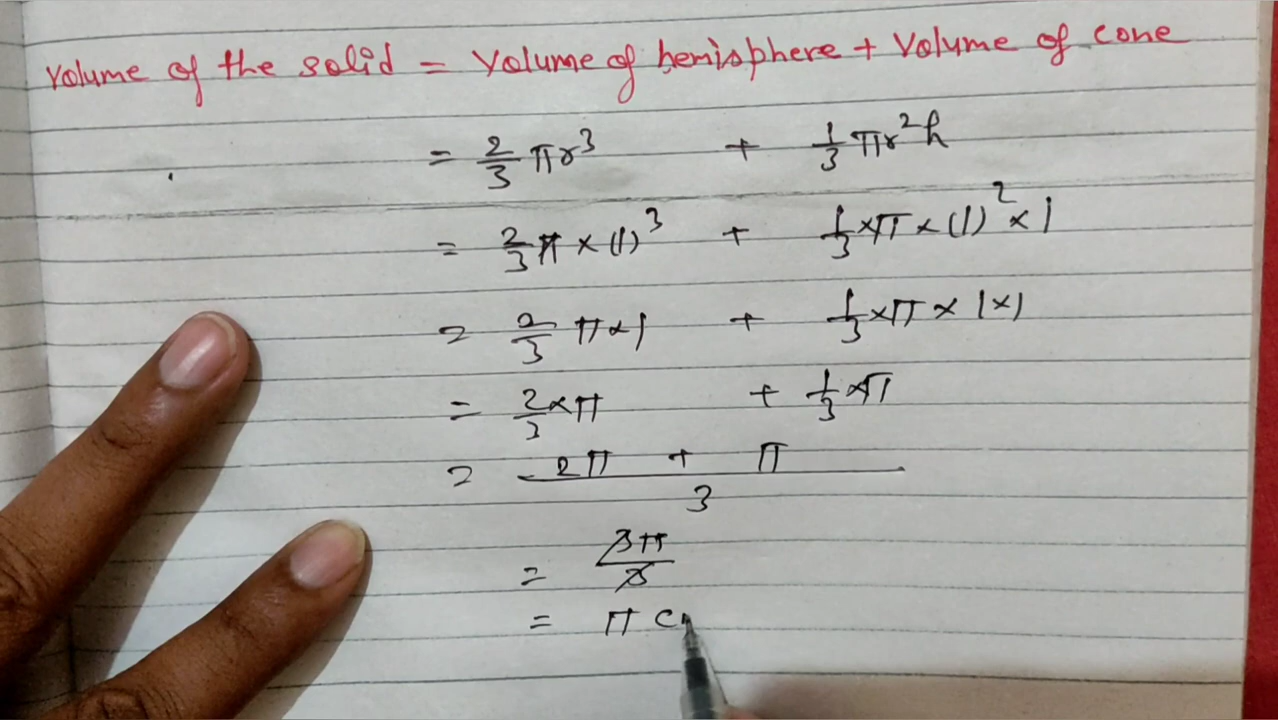 Volume of the solid = Volume of hemisphere + Volume of cone
= 2/3 πr³ + 1/3 πr²h
= 2/3 π × (1)³ + 1/3 × π × (1)² × 1
= 2/3 π × 1 + 1/3 × π × 1 × 1
= 2/3 × π + 1/3 × π
= (2π + π)/3
= 3π/3
= π c